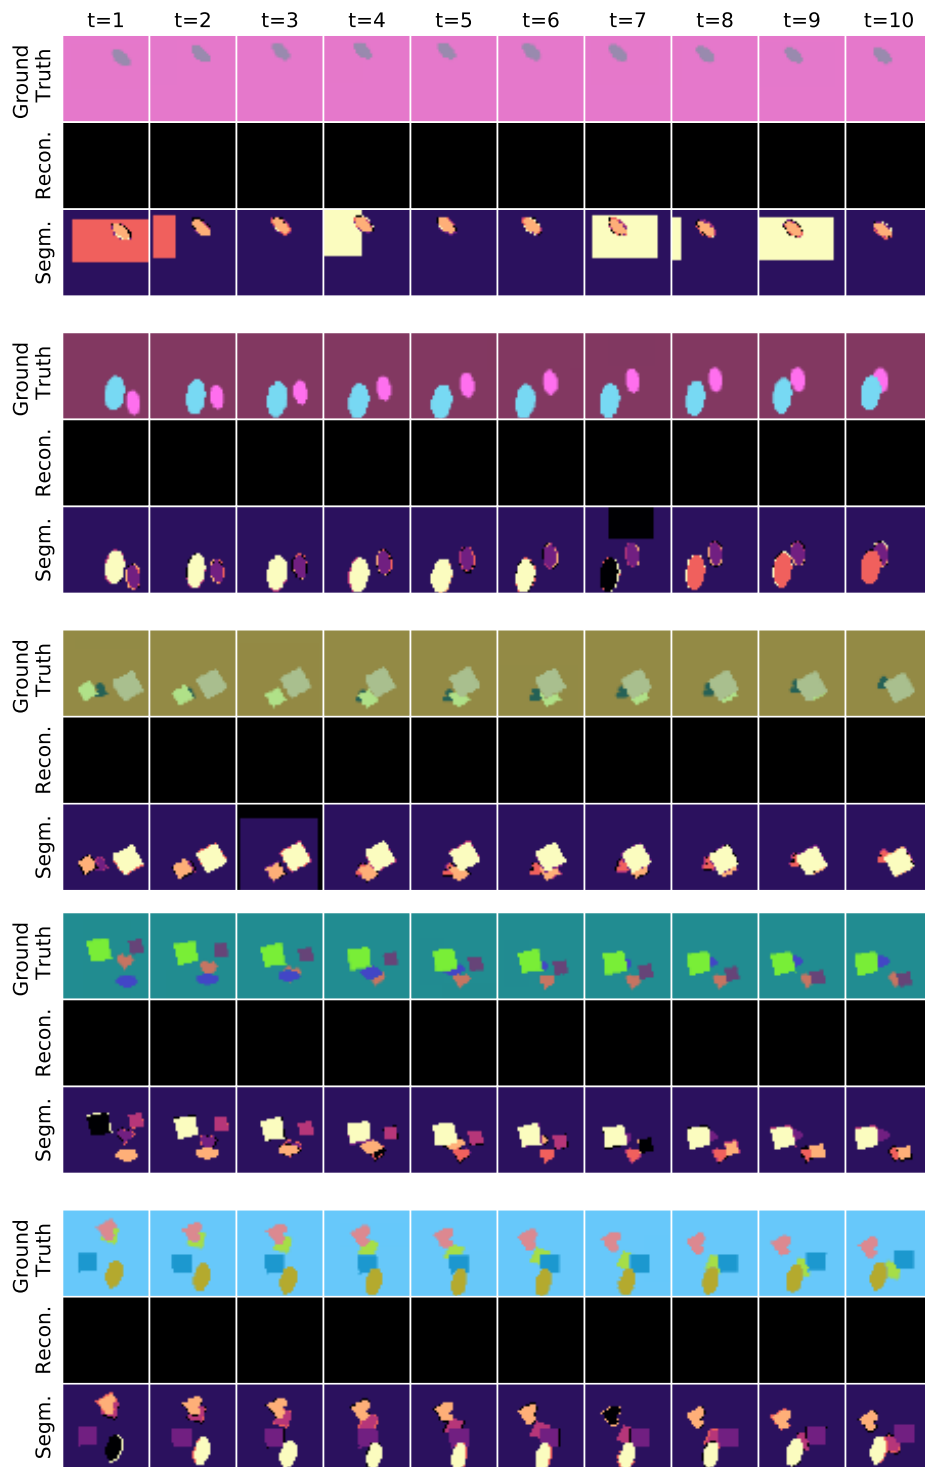 t=1 t=2 t=3 t=4 t=5 t=6 t=7 t=8 t=9 t=10
Ground
Truth
Recon.
Segm.
Ground
Truth
Recon.
Segm.
Ground
Truth
Recon.
Segm.
Ground
Truth
Recon.
Segm.
Ground
Truth
Recon.
Segm.